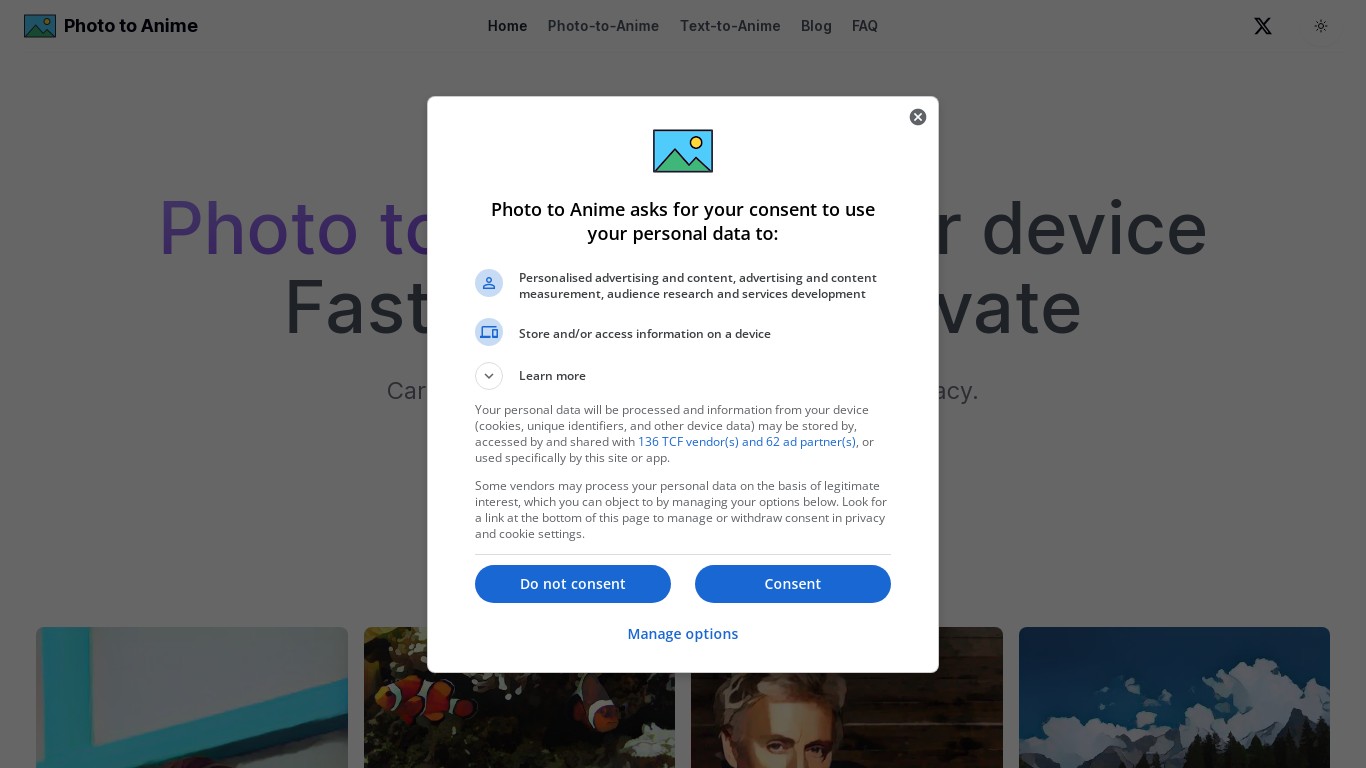 Photo to Anime
Home
Photo-to-Anime
Text-to-Anime
Blog
FAQ
Photo to
r device
Fast
vate
acy.
Photo to Anime asks for your consent to use
your personal data to:
Personalised advertising and content, advertising and content
measurement, audience research and services development
Store and/or access information on a device
Learn more
Your personal data will be processed and information from your device
(cookies, unique identifiers, and other device data) may be stored by,
accessed by and shared with 136 TCF vendor(s) and 62 ad partner(s), or
used specifically by this site or app.
Some vendors may process your personal data on the basis of legitimate
interest, which you can object to by managing your options below. Look for
a link at the bottom of this page to manage or withdraw consent in privacy
and cookie settings.
Do not consent
Consent
Manage options